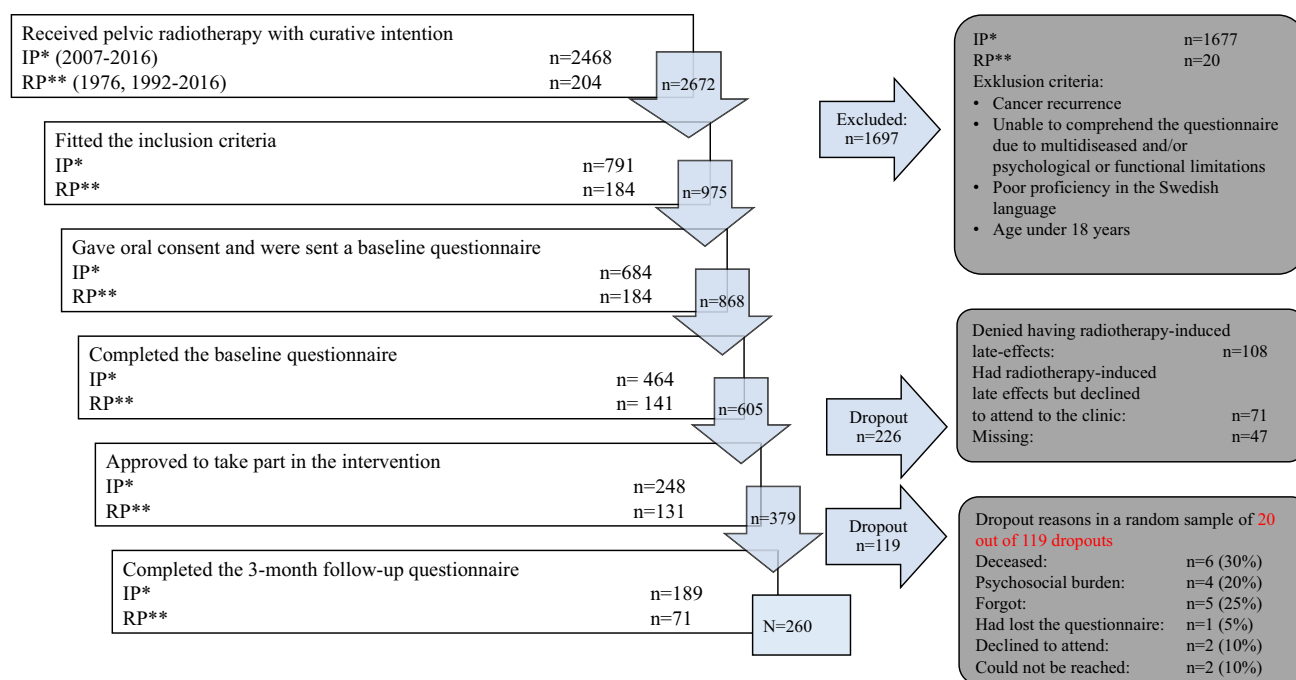 Received pelvic radiotherapy with curative intention
IP* (2007-2016) n=2468
RP** (1976, 1992-2016) n=204
n=2672
Excluded:
n=1697
IP* n=1677
RP** n=20
Exklusion criteria:
• Cancer recurrence
• Unable to comprehend the questionnaire
due to multidiseased and/or
psychological or functional limitations
• Poor proficiency in the Swedish
language
• Age under 18 years
Fitted the inclusion criteria
IP* n=791
RP** n=184
n=975
Gave oral consent and were sent a baseline questionnaire
IP* n=684
RP** n=184
n=868
Completed the baseline questionnaire
IP* n= 464
RP** n= 141
n=605
Dropout
n=226
Denied having radiotherapy-induced
late-effects: n=108
Had radiotherapy-induced
late effects but declined
to attend to the clinic: n=71
Missing: n=47
Approved to take part in the intervention
IP* n=248
RP** n=131
n=379
Dropout
n=119
Dropout reasons in a random sample of 20
out of 119 dropouts
Deceased: n=6 (30%)
Psychosocial burden: n=4 (20%)
Forgot: n=5 (25%)
Had lost the questionnaire: n=1 (5%)
Declined to attend: n=2 (10%)
Could not be reached: n=2 (10%)
Completed the 3-month follow-up questionnaire
IP* n=189
RP** n=71
N=260